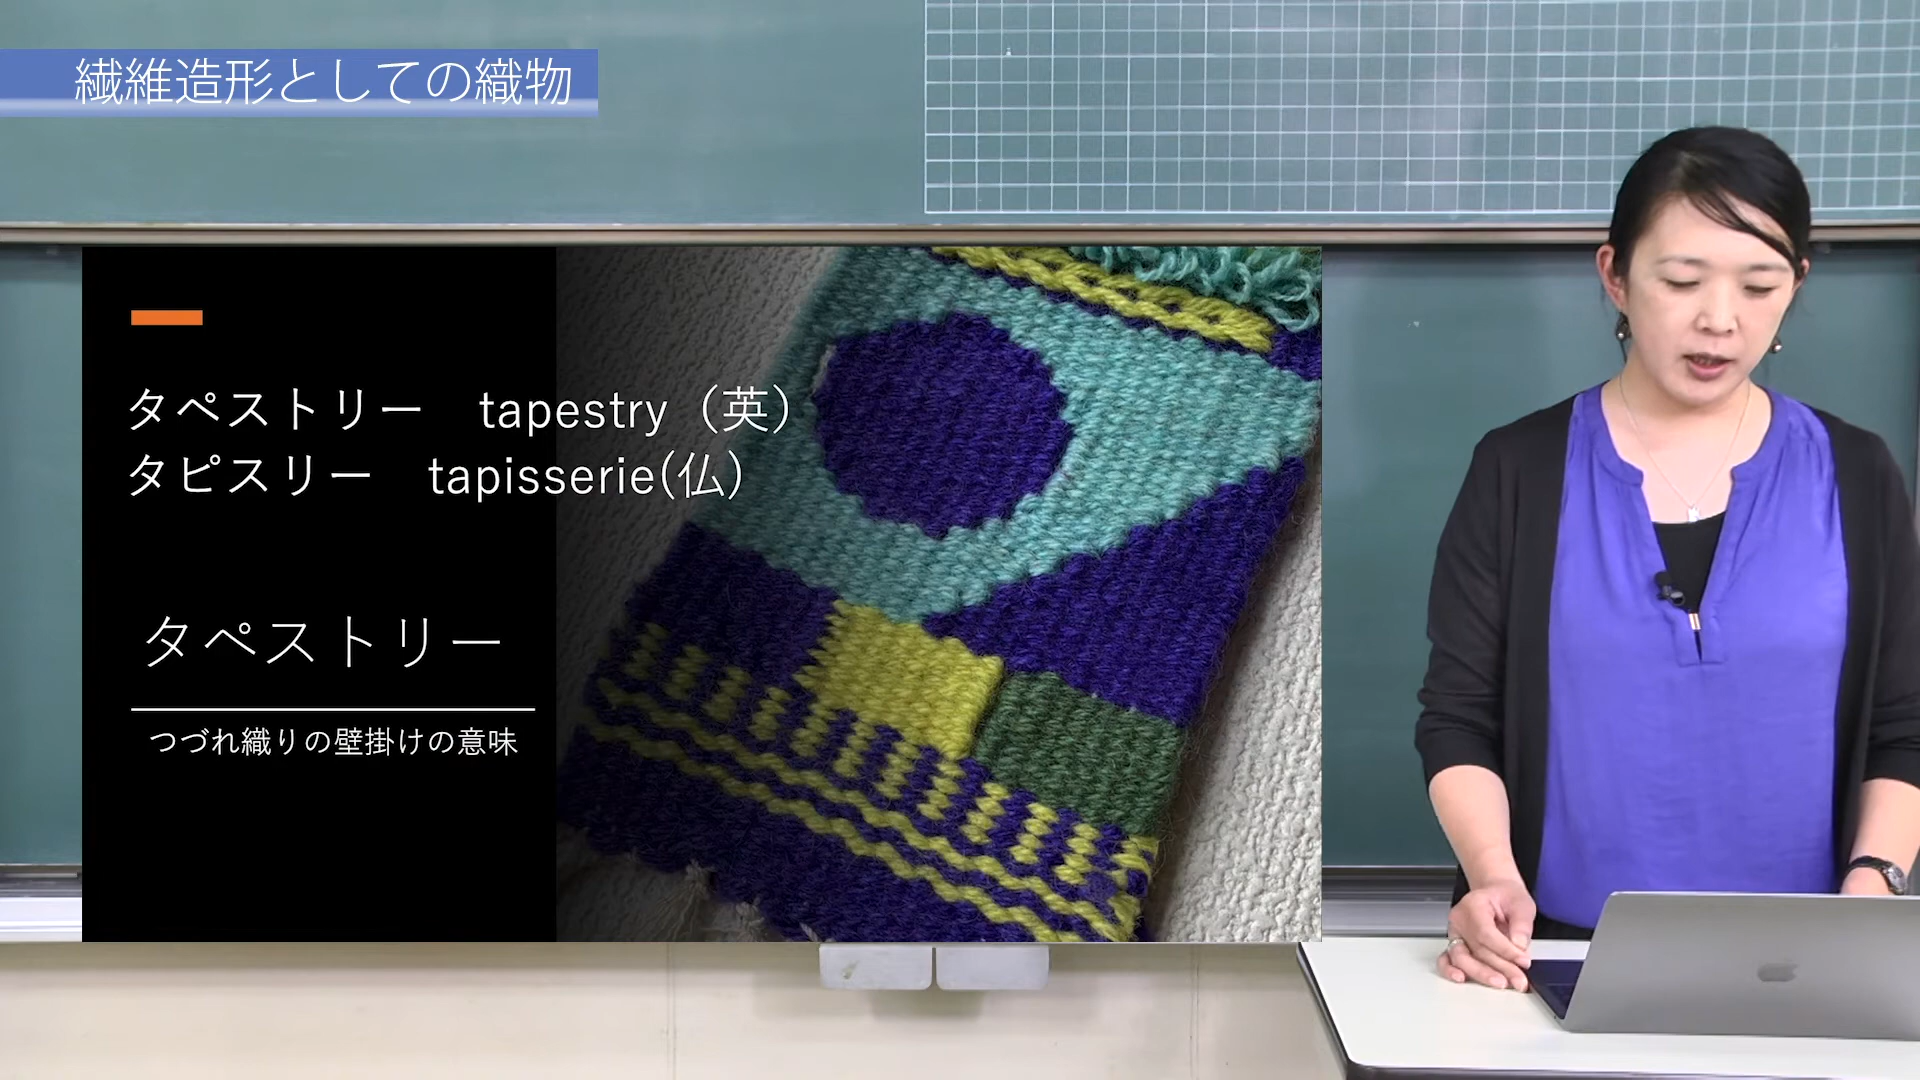 繊維造形としての織物
タペストリー　tapestry（英）
タピスリー　tapisserie(仏)
タペストリー
つづれ織りの壁掛けの意味